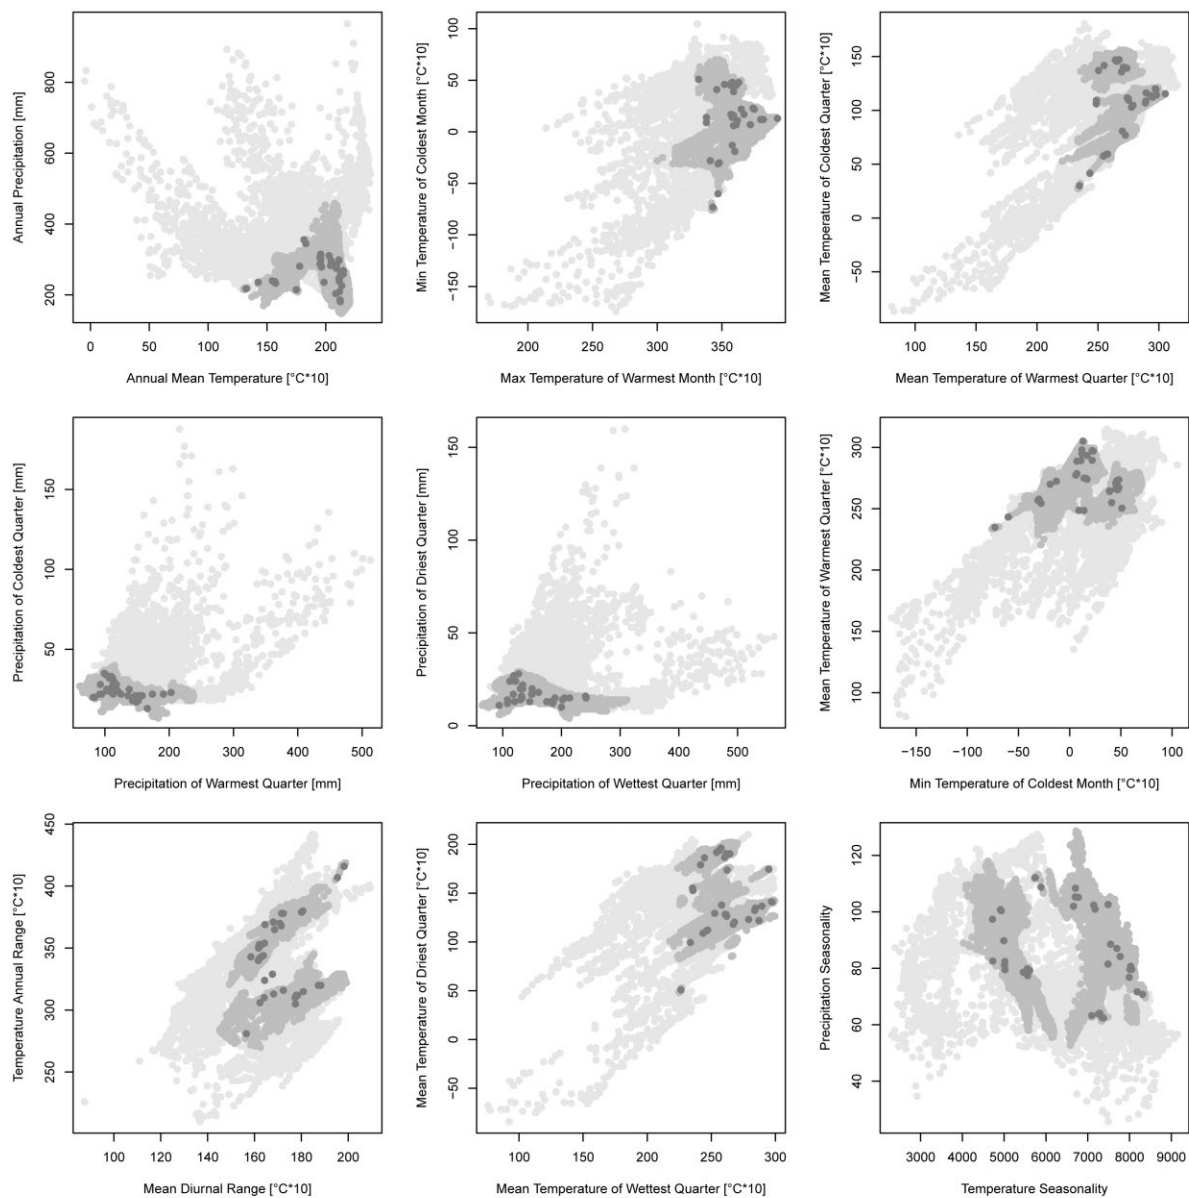 800
600
400
200
0 50 100 150 200
Annual Precipitation [mm]
Annual Mean Temperature [°C*10]
100
50
0
−50
−100
−150
200 250 300 350
Min Temperature of Coldest Month [°C*10]
Max Temperature of Warmest Month [°C*10]
150
100
50
0
−50
100 150 200 250 300
Mean Temperature of Coldest Quarter [°C*10]
Mean Temperature of Warmest Quarter [°C*10]
150
100
50
100 200 300 400 500
Precipitation of Coldest Quarter [mm]
Precipitation of Warmest Quarter [mm]
150
100
50
0
100 200 300 400 500
Precipitation of Driest Quarter [mm]
Precipitation of Wettest Quarter [mm]
300
250
200
150
100
−150 −100 −50 0 50 100
Mean Temperature of Warmest Quarter [°C*10]
Min Temperature of Coldest Month [°C*10]
450
400
350
300
250
100 120 140 160 180 200
Temperature Annual Range [°C*10]
Mean Diurnal Range [°C*10]
200
150
100
50
0
−50
100 150 200 250 300
Mean Temperature of Driest Quarter [°C*10]
Mean Temperature of Wettest Quarter [°C*10]
120
100
80
60
40
3000 4000 5000 6000 7000 8000 9000
Precipitation Seasonality
Temperature Seasonality